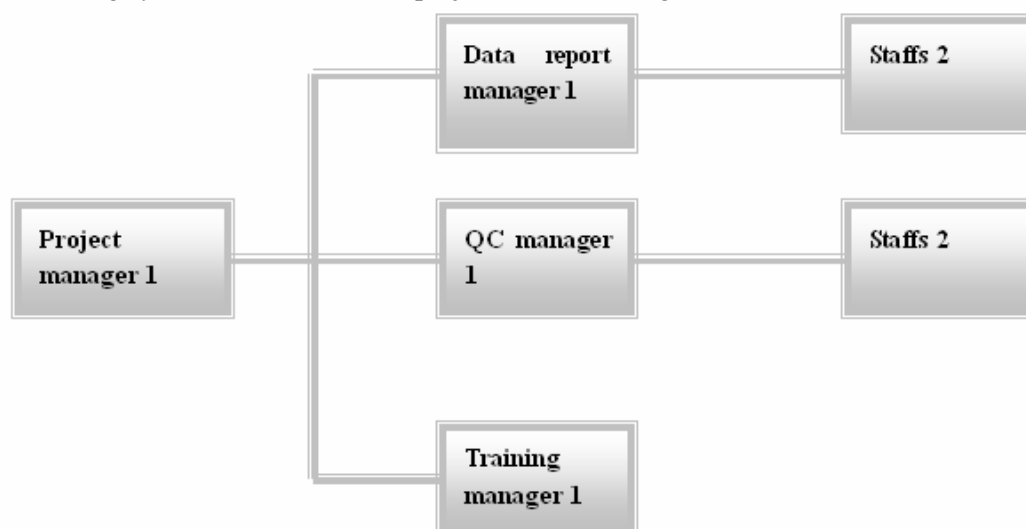 Data report
manager 1
Staffs 2
Project
manager 1
QC manager
1
Staffs 2
Training
manager 1